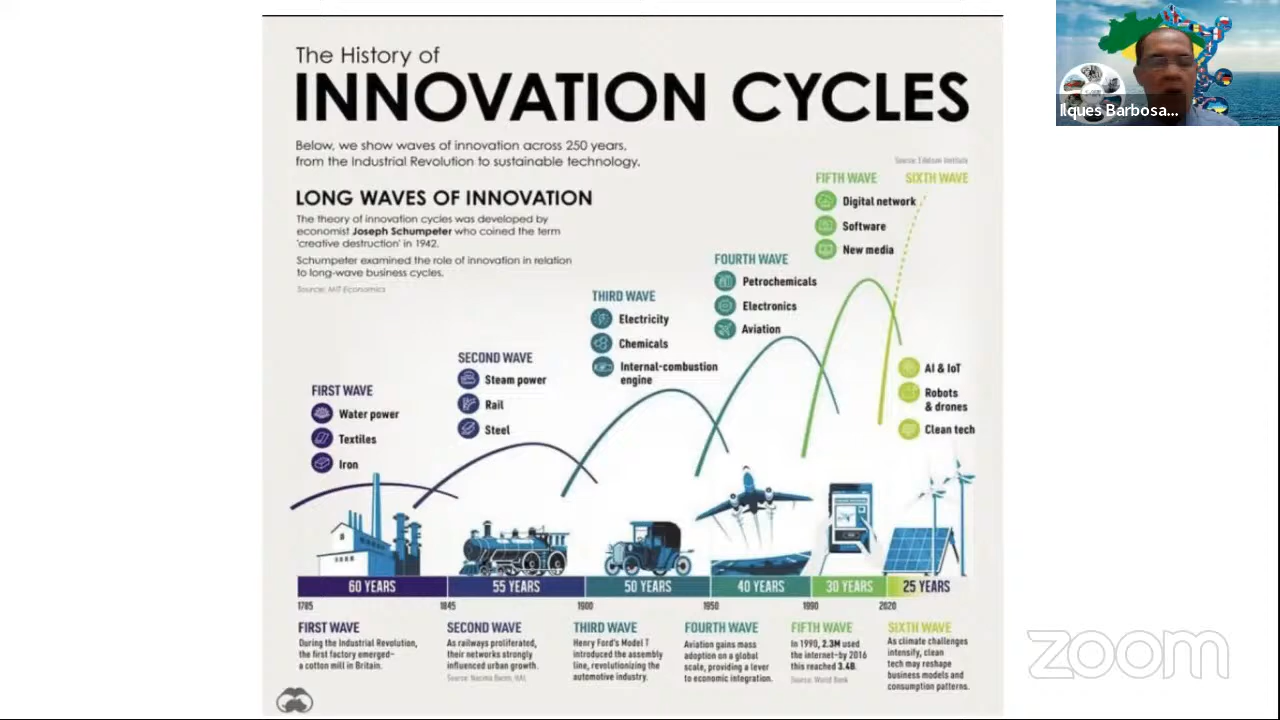 The History of
INNOVATION CYCLES
Below, we show waves of innovation across 250 years,
from the Industrial Revolution to sustainable technology.
LONG WAVES OF INNOVATION
The theory of innovation cycles was developed by
economist Joseph Schumpeter who coined the term
'creative destruction' in 1942.
Schumpeter examined the role of innovation in relation
to long-wave business cycles.
Source: MIT Economics
FIRST WAVE
Water power
Textiles
Iron
SECOND WAVE
Steam power
Rail
Steel
THIRD WAVE
Electricity
Chemicals
Internal-combustion
engine
FOURTH WAVE
Petrochemicals
Electronics
Aviation
FIFTH WAVE
Digital network
Software
New media
Source: Edelson Institute
SIXTH WAVE
AI & IoT
Robots
& drones
Clean tech
60 YEARS
55 YEARS
50 YEARS
40 YEARS
30 YEARS
25 YEARS
1785
1845
1900
1950
1990
2020
FIRST WAVE
During the Industrial Revolution,
the first factory emerged–
a cotton mill in Britain.
SECOND WAVE
As railways proliferated,
their networks strongly
influenced urban growth.
THIRD WAVE
Henry Ford's Model T
introduced the assembly
line, revolutionizing the
automotive industry.
FOURTH WAVE
Aviation gains mass
adoption on a global
scale, providing a lever
to economic integration.
FIFTH WAVE
In 1990, 2.3M used
the internet–by 2016
this reached 3.4B.
Source: World Bank
SIXTH WAVE
As climate challenges
intensify, clean
tech may reshape
business models and
consumption patterns.
Ilques Barbosa...
zoom